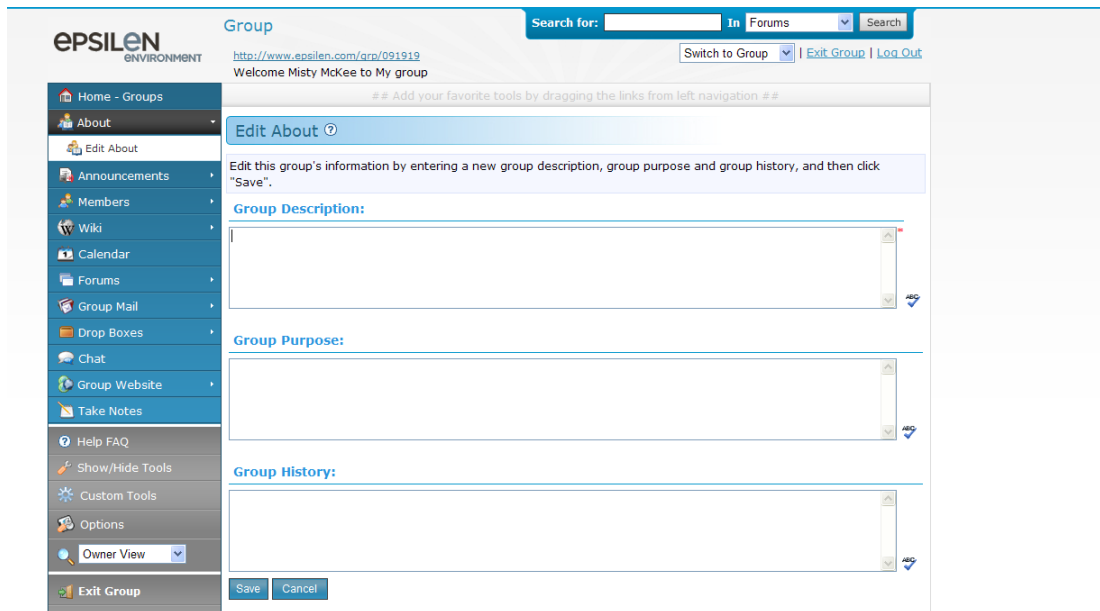 Group
Search for:
In
Forums
Search
EPSILEN
ENVIRONMENT
http://www.epsilen.com/grp/091919
Switch to Group | Exit Group | Log Out
Welcome Misty McKee to My group
Home - Groups
## Add your favorite tools by dragging the links from left navigation ##
About
Edit About
Announcements
Members
Wiki
Calendar
Forums
Group Mail
Drop Boxes
Chat
Group Website
Take Notes
Help FAQ
Show/Hide Tools
Custom Tools
Options
Owner View
Exit Group
Edit About ?
Edit this group's information by entering a new group description, group purpose and group history, and then click
"Save".
Group Description:
ABC
Group Purpose:
ABC
Group History:
ABC
Save
Cancel